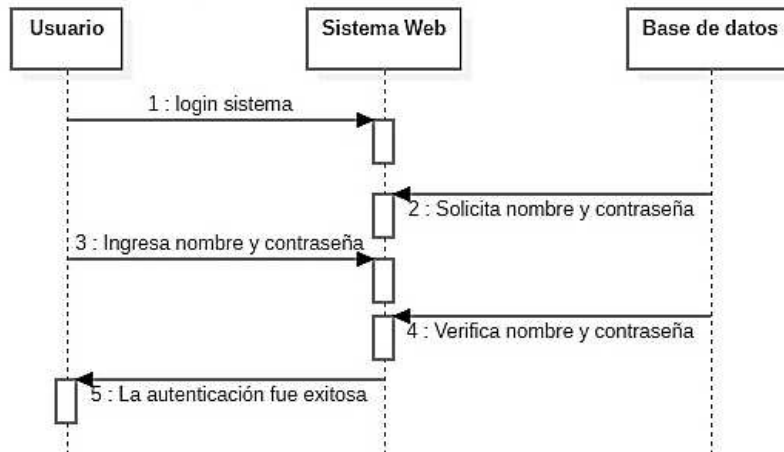 Usuario
Sistema Web
Base de datos
1 : login sistema
2 : Solicita nombre y contraseña
3 : Ingresa nombre y contraseña
4 : Verifica nombre y contraseña
5 : La autenticación fue exitosa